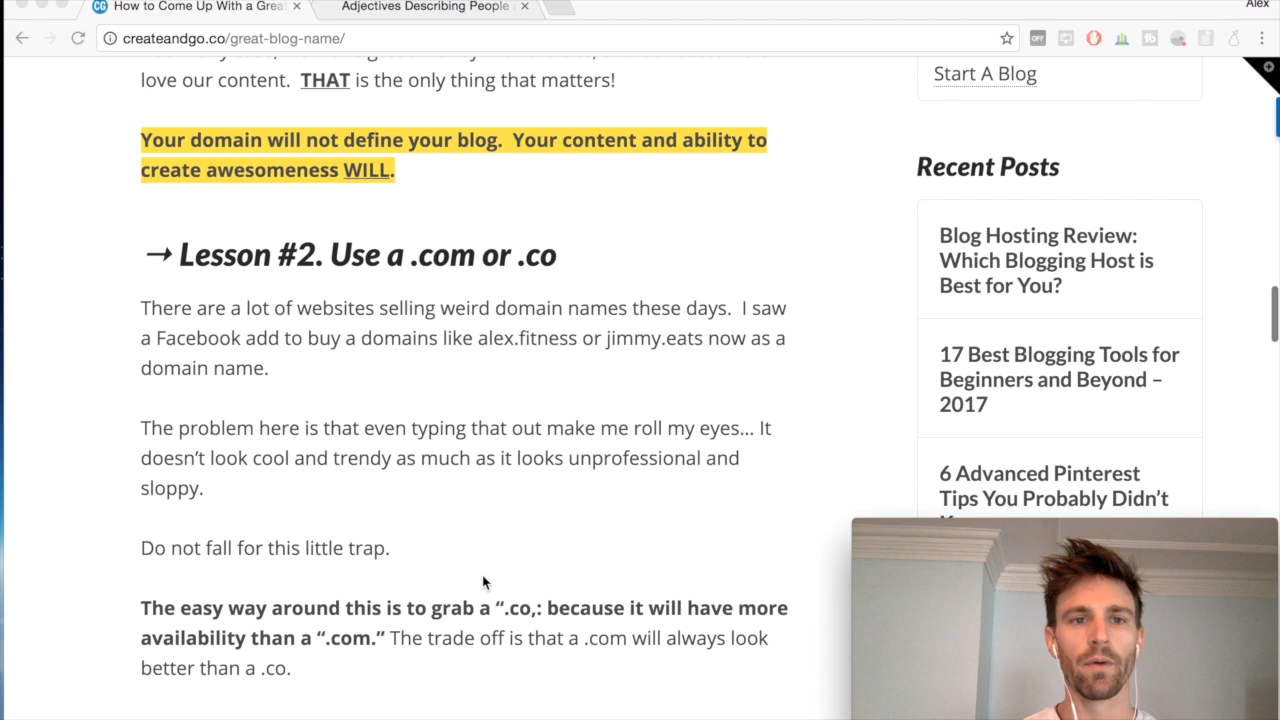 How to Come Up With a Great
Adjectives Describing People
Alex
createandgo.co/great-blog-name/
OFF
love our content. THAT is the only thing that matters!
Your domain will not define your blog. Your content and ability to
create awesomeness WILL.
→ Lesson #2. Use a .com or .co
There are a lot of websites selling weird domain names these days. I saw
a Facebook add to buy a domains like alex.fitness or jimmy.eats now as a
domain name.
The problem here is that even typing that out make me roll my eyes... It
doesn't look cool and trendy as much as it looks unprofessional and
sloppy.
Do not fall for this little trap.
The easy way around this is to grab a “.co,: because it will have more
availability than a “.com.” The trade off is that a .com will always look
better than a .co.
Start A Blog
Recent Posts
Blog Hosting Review:
Which Blogging Host is
Best for You?
17 Best Blogging Tools for
Beginners and Beyond –
2017
6 Advanced Pinterest
Tips You Probably Didn’t